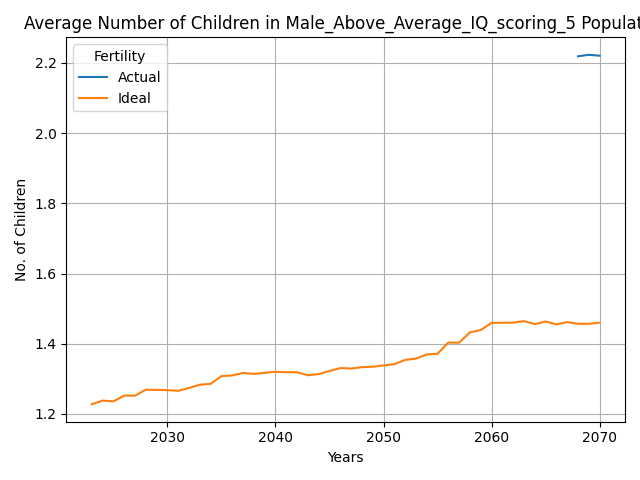 Average Number of Children in Male_Above_Average_IQ_scoring_5 Populat
Fertility
Actual
Ideal
2.2
2.0
1.8
1.6
1.4
1.2
No. of Children
2030
2040
2050
2060
2070
Years